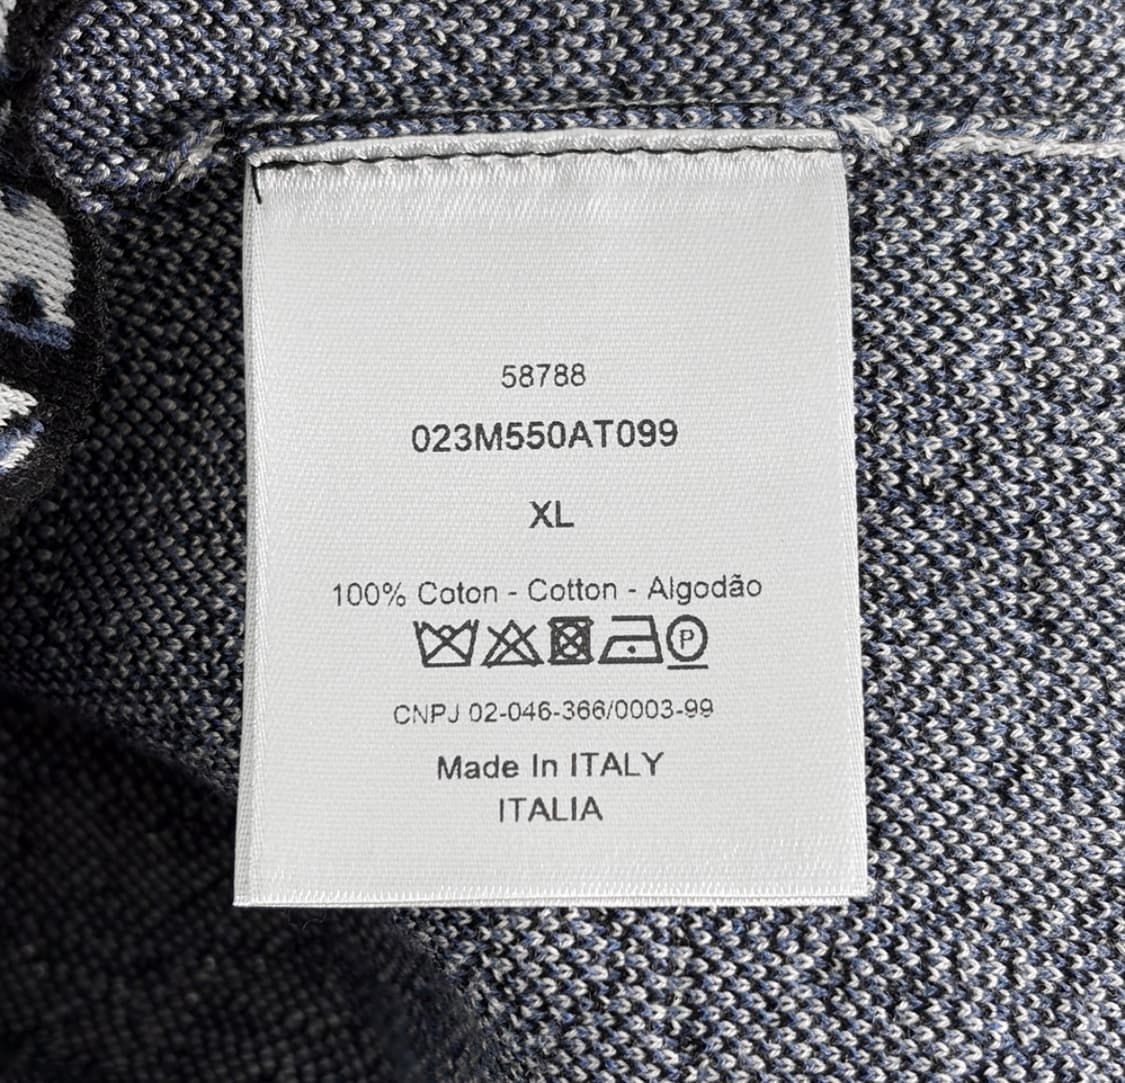 58788
023M550AT099
XL
100% Coton - Cotton - Algodão
P
CNPJ 02-046-366/0003-99
Made In ITALY
ITALIA